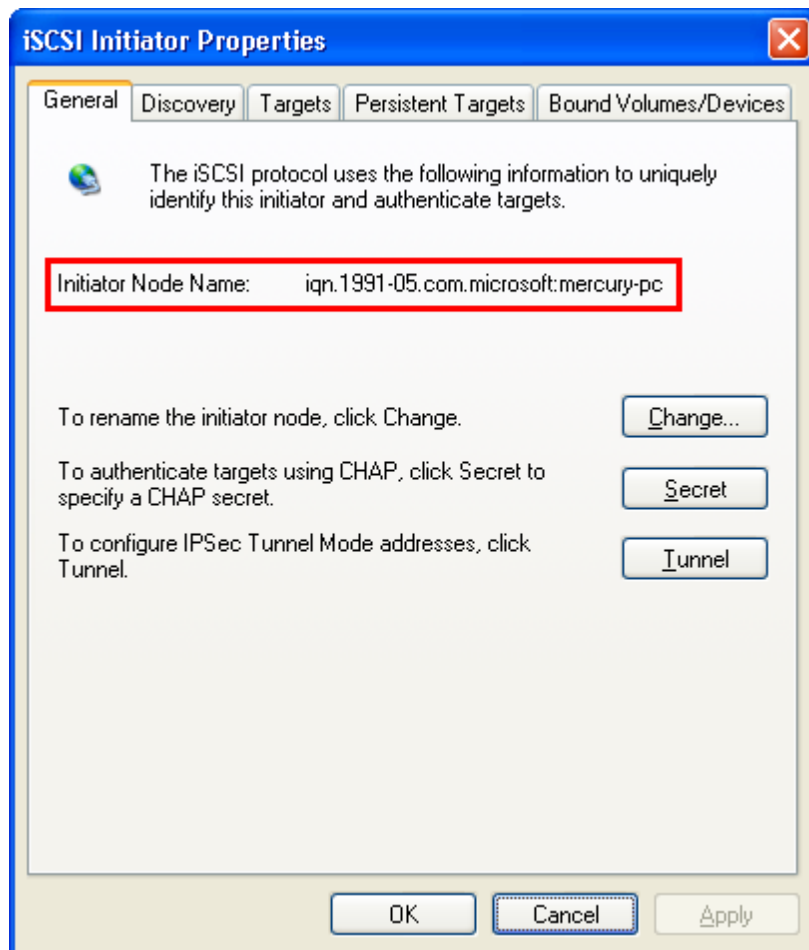 iSCSI Initiator Properties
General Discovery Targets Persistent Targets Bound Volumes/Devices
The iSCSI protocol uses the following information to uniquely
identify this initiator and authenticate targets.
Initiator Node Name: iqn.1991-05.com.microsoft:mercury-pc
To rename the initiator node, click Change.
Change...
To authenticate targets using CHAP, click Secret to
specify a CHAP secret.
Secret
To configure IPSec Tunnel Mode addresses, click
Tunnel.
Tunnel
OK Cancel Apply